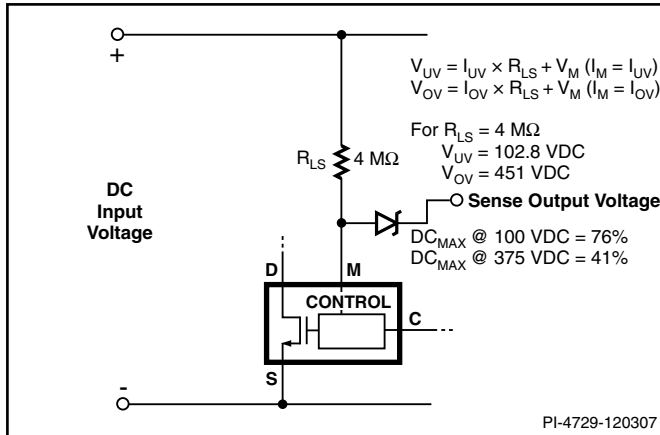 +
V_UV = I_UV × R_LS + V_M (I_M = I_UV)
V_OV = I_OV × R_LS + V_M (I_M = I_OV)
For R_LS = 4 MΩ
V_UV = 102.8 VDC
V_OV = 451 VDC
R_LS 4 MΩ
DC
Input
Voltage
Sense Output Voltage
DC_MAX @ 100 VDC = 76%
DC_MAX @ 375 VDC = 41%
D
M
CONTROL
C
S
-
PI-4729-120307